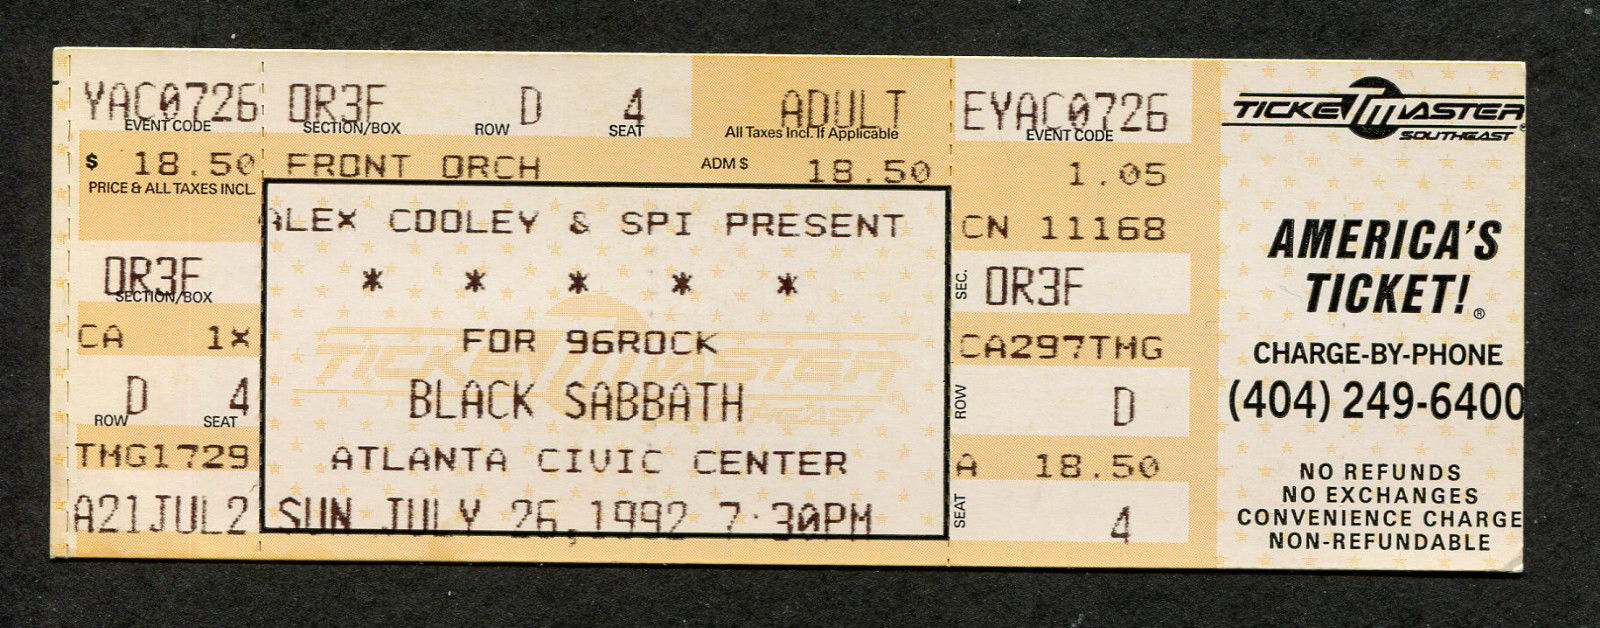 YAC0726
EVENT CODE
$ 18.50
PRICE & ALL TAXES INCL.
OR3F
SECTION/BOX
CA 1X
D 4
ROW SEAT
TMG1729
A21JUL2
OR3F D 4 ADULT
SECTION/BOX ROW SEAT All Taxes Incl. If Applicable
FRONT ORCH ADM $ 18.50
ALEX COOLEY & SPI PRESENT
* * * * *
FOR 96ROCK
TICKETMASTER
SOUTHEAST
BLACK SABBATH
ATLANTA CIVIC CENTER
SUN JULY 26,1992 7:30PM
EYAC0726
EVENT CODE
1.05
CN 11168
SEC. OR3F
CA297TMG
ROW D
A 18.50
SEAT 4
TICKETMASTER®
SOUTHEAST
AMERICA'S
TICKET!®
CHARGE-BY-PHONE
(404) 249-6400
NO REFUNDS
NO EXCHANGES
CONVENIENCE CHARGE
NON-REFUNDABLE